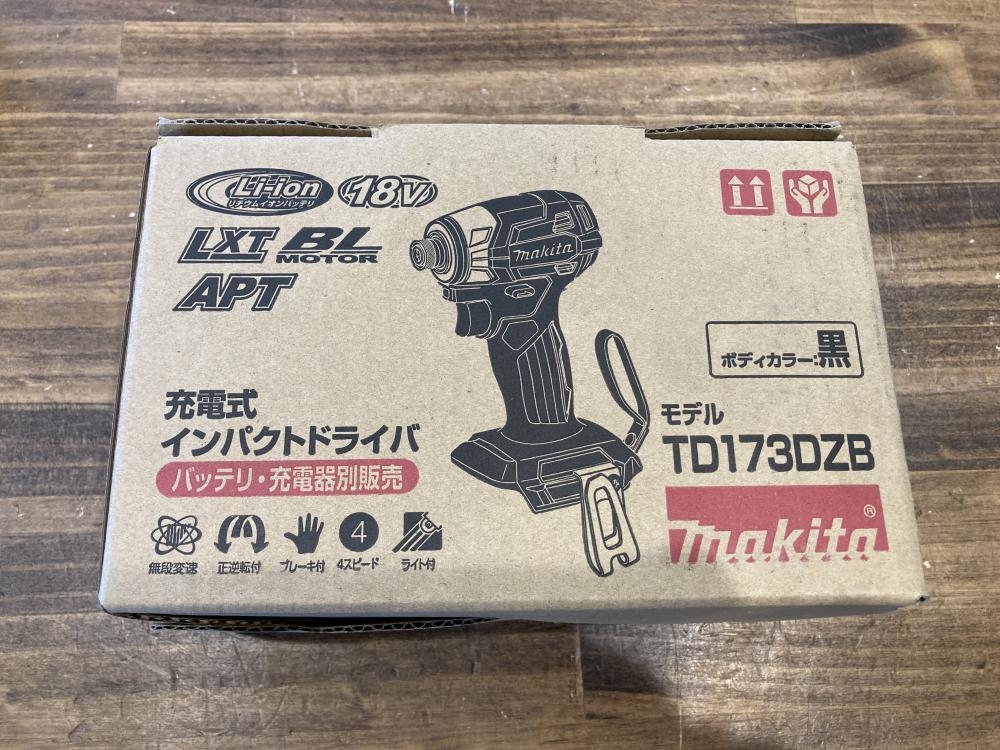 Li-ion 18V
リチウムイオンバッテリ
LXT BL
MOTOR
APT
makita
ボディカラー:黒
充電式
インパクトドライバ
バッテリ・充電器別販売
モデル
TD173DZB
makita®
4
無段変速 正逆転付 ブレーキ付 4スピード ライト付